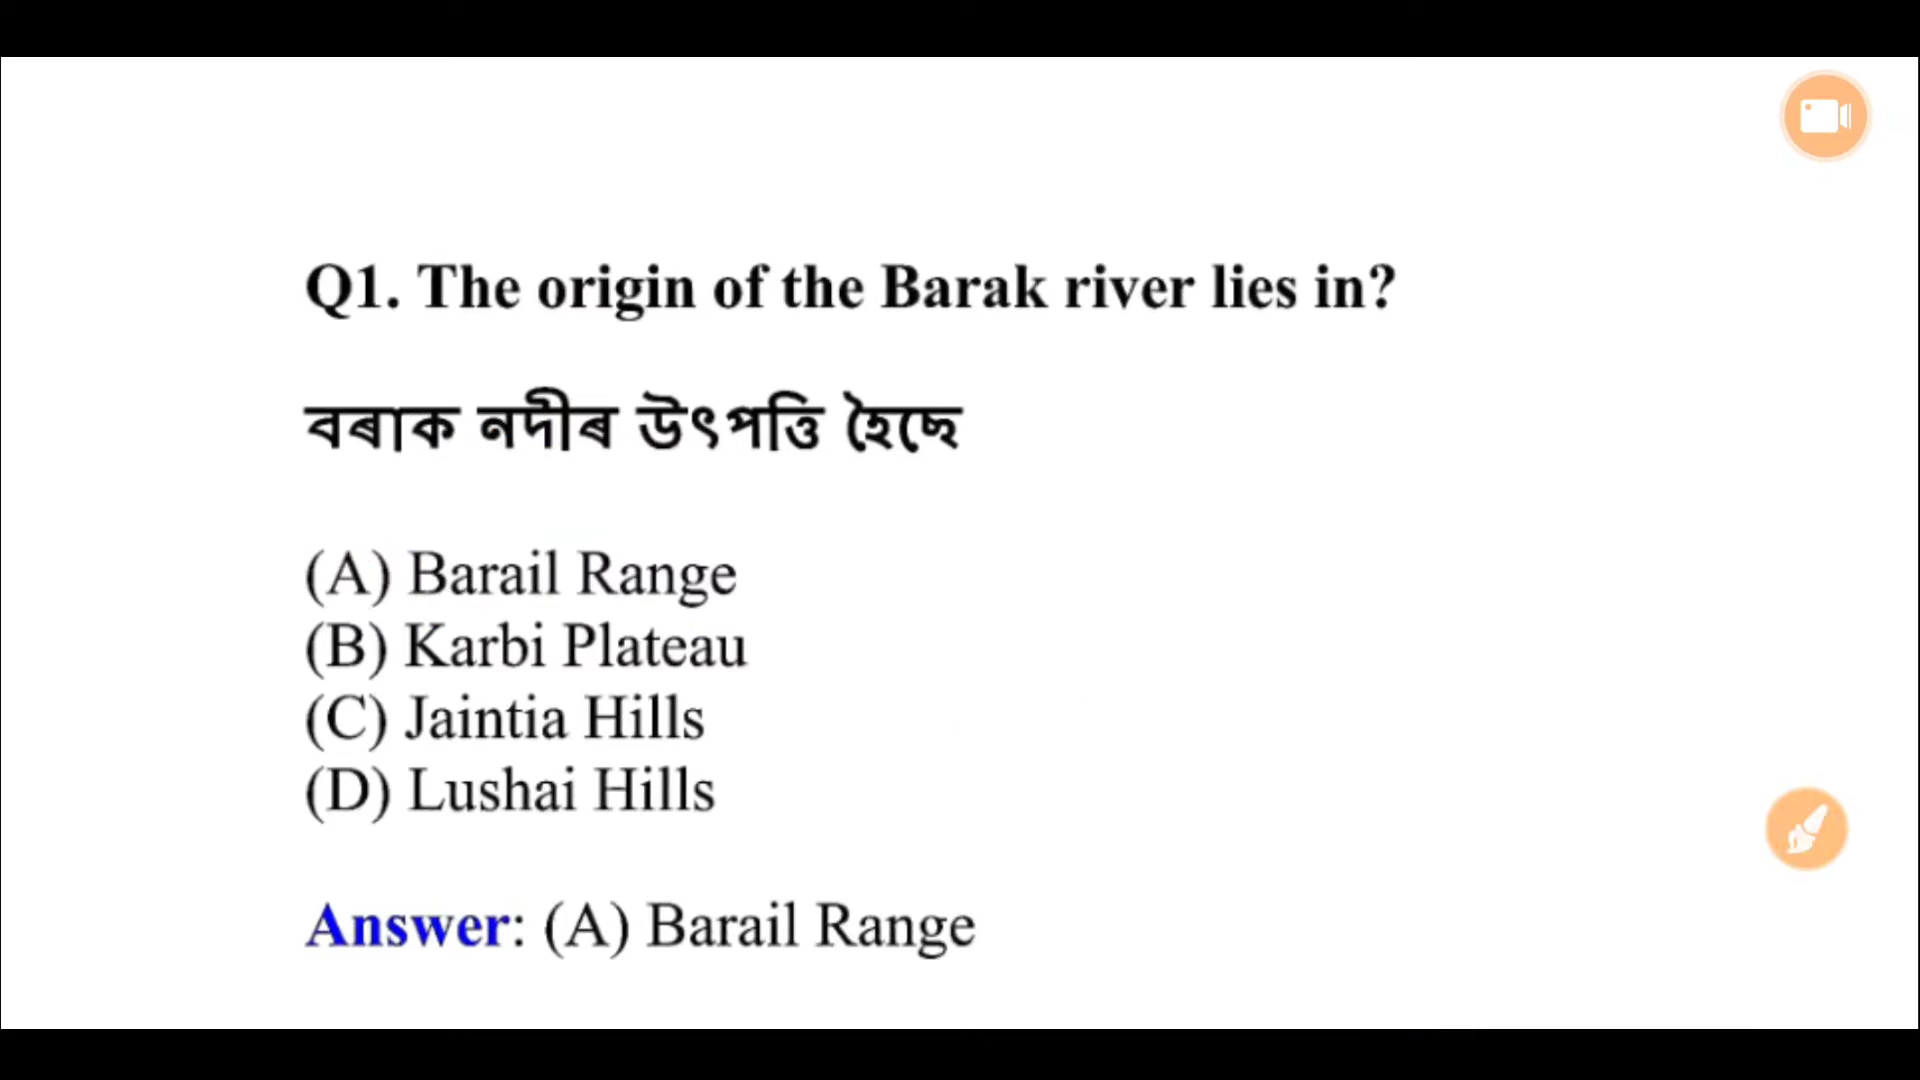 Q1. The origin of the Barak river lies in?
বৰাক নদীৰ উৎপত্তি হৈছে
(A) Barail Range
(B) Karbi Plateau
(C) Jaintia Hills
(D) Lushai Hills
Answer: (A) Barail Range